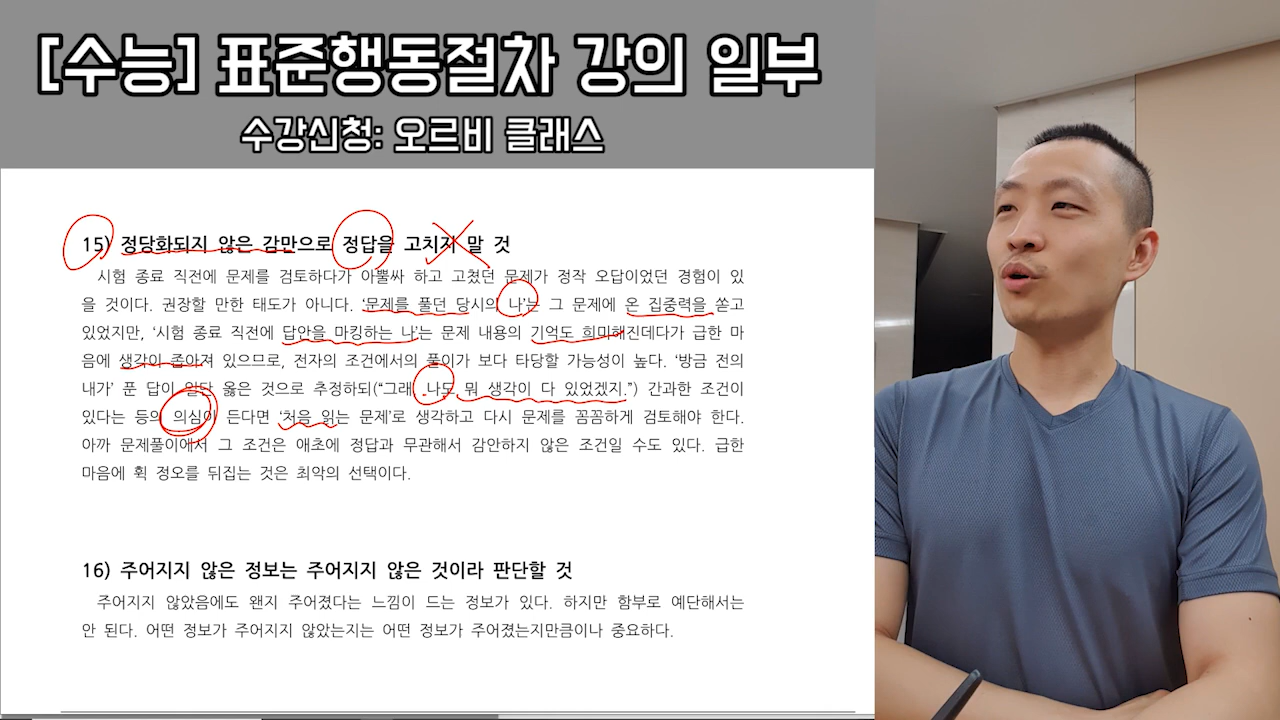 [수능] 표준행동절차 강의 일부
수강신청: 오르비 클래스
15) 정당화되지 않은 감만으로 정답을 고치지 말 것
시험 종료 직전에 문제를 검토하다가 아뿔싸 하고 고쳤던 문제가 정작 오답이었던 경험이 있
을 것이다. 권장할 만한 태도가 아니다. ‘문제를 풀던 당시의 나’는 그 문제에 온 집중력을 쏟고
있었지만, ‘시험 종료 직전에 답안을 마킹하는 나’는 문제 내용의 기억도 희미해진데다가 급한 마
음에 생각이 좁아져 있으므로, 전자의 조건에서의 풀이가 보다 타당할 가능성이 높다. ‘방금 전의
내가’ 푼 답이 일단 옳은 것으로 추정하되(“그래, 나도 뭐 생각이 다 있었겠지.”) 간과한 조건이
있다는 등의 의심이 든다면 ‘처음 읽는 문제’로 생각하고 다시 문제를 꼼꼼하게 검토해야 한다.
아까 문제풀이에서 그 조건은 애초에 정답과 무관해서 감안하지 않은 조건일 수도 있다. 급한
마음에 휙 정오를 뒤집는 것은 최악의 선택이다.
16) 주어지지 않은 정보는 주어지지 않은 것이라 판단할 것
주어지지 않았음에도 왠지 주어졌다는 느낌이 드는 정보가 있다. 하지만 함부로 예단해서는
안 된다. 어떤 정보가 주어지지 않았는지는 어떤 정보가 주어졌는지만큼이나 중요하다.